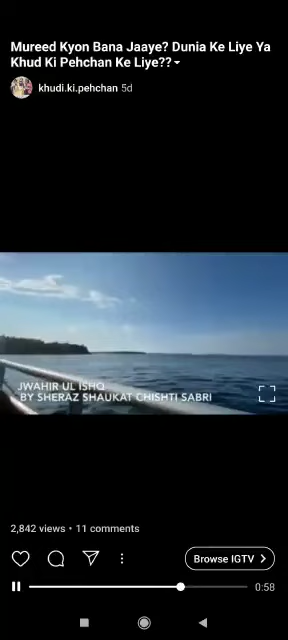 Mureed Kyon Bana Jaaye? Dunia Ke Liye Ya
Khud Ki Pehchan Ke Liye??
khudi.ki.pehchan 5d
JWAHIR UL ISHQ
BY SHERAZ SHAUKAT CHISHTI SABRI
2,842 views • 11 comments
Browse IGTV
0:58